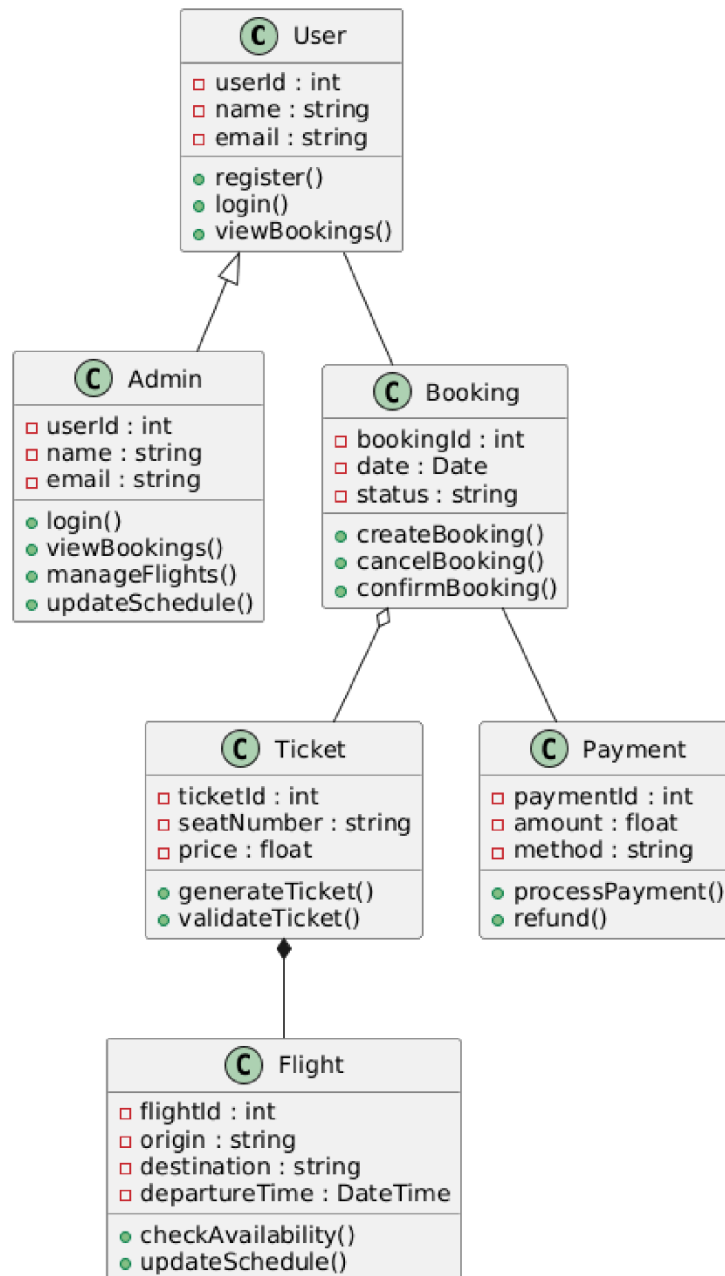 C User
userId : int
name : string
email : string
register()
login()
viewBookings()
C Admin
userId : int
name : string
email : string
login()
viewBookings()
manageFlights()
updateSchedule()
C Booking
bookingId : int
date : Date
status : string
createBooking()
cancelBooking()
confirmBooking()
C Ticket
ticketId : int
seatNumber : string
price : float
generateTicket()
validateTicket()
C Payment
paymentId : int
amount : float
method : string
processPayment()
refund()
C Flight
flightId : int
origin : string
destination : string
departureTime : DateTime
checkAvailability()
updateSchedule()